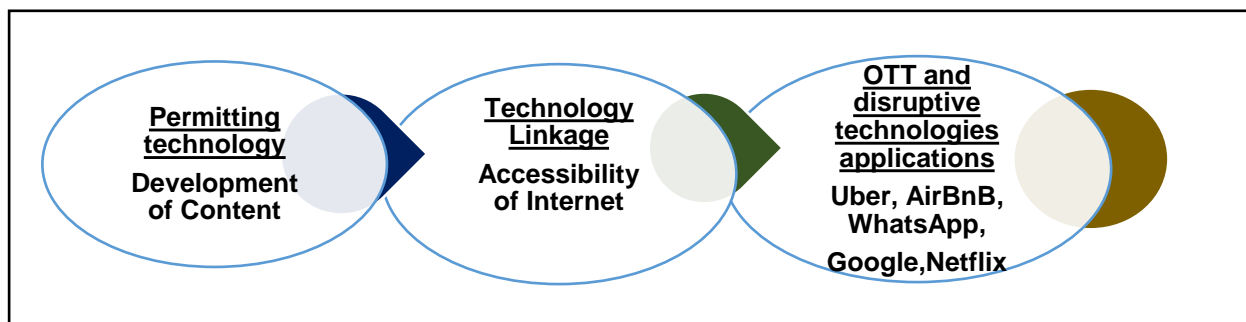 Permitting
technology
Development
of Content
Technology
Linkage
Accessibility
of Internet
OTT and
disruptive
technologies
applications
Uber, AirBnB,
WhatsApp,
Google,Netflix